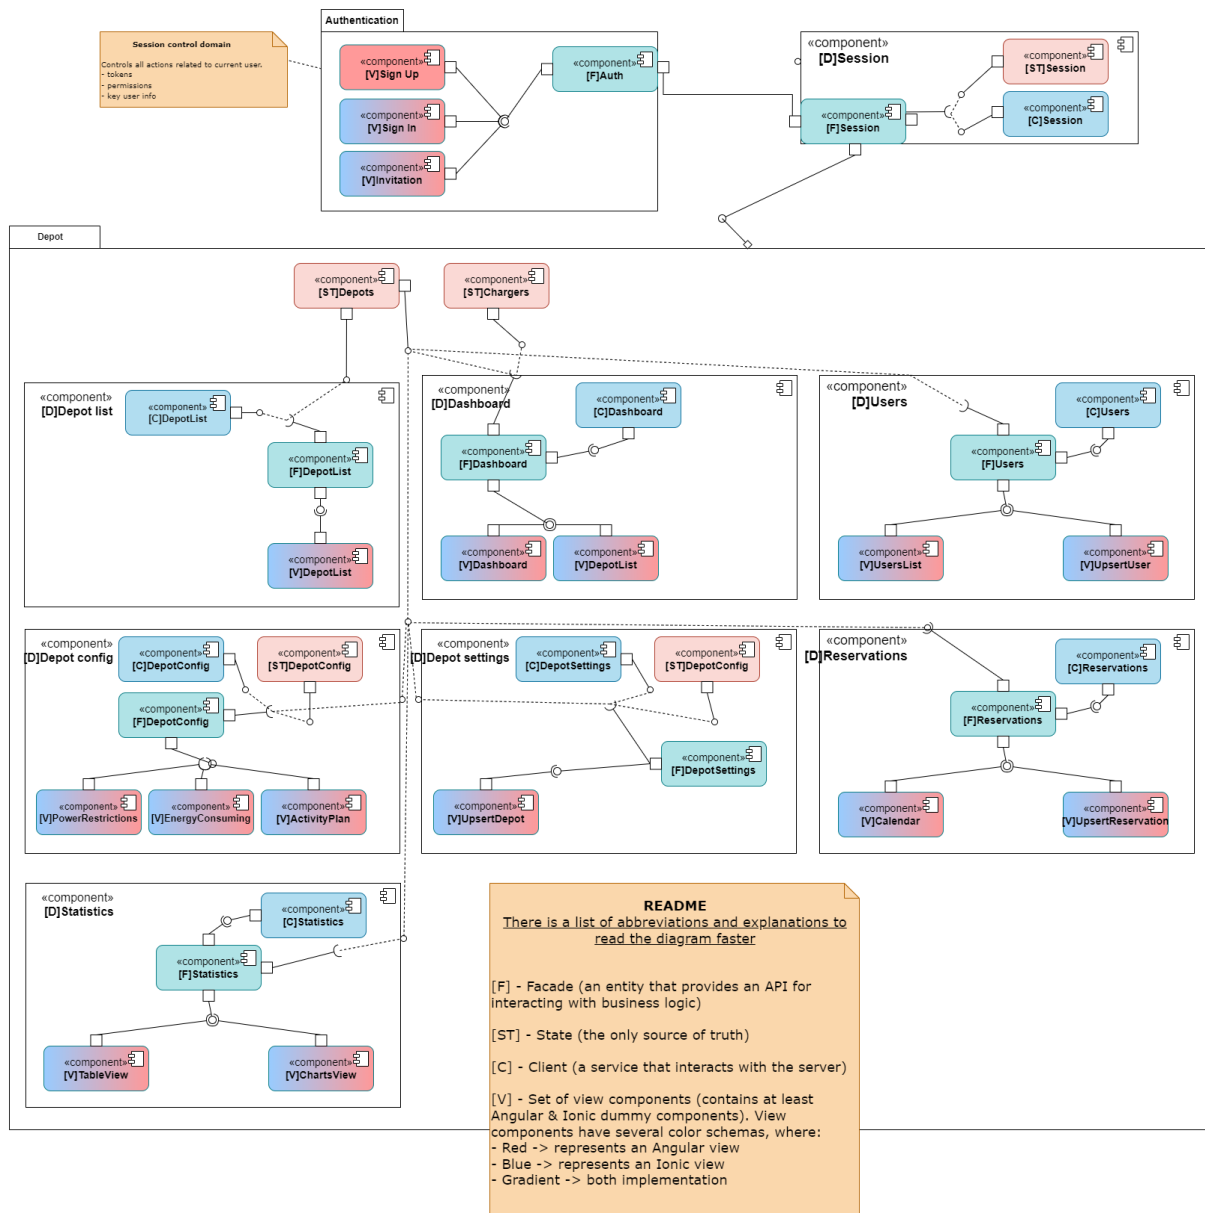 Authentication
Session control domain
Controls all actions related to current user.
- tokens
- permissions
- key user info
«component»
[V]Sign Up
«component»
[F]Auth
«component»
[V]Sign In
«component»
[V]Invitation
«component»
[D]Session
«component»
[ST]Session
«component»
[F]Session
«component»
[C]Session
Depot
«component»
[ST]Depots
«component»
[ST]Chargers
«component»
[D]Depot list
«component»
[C]DepotList
«component»
[F]DepotList
«component»
[V]DepotList
«component»
[D]Dashboard
«component»
[C]Dashboard
«component»
[F]Dashboard
«component»
[V]Dashboard
«component»
[V]DepotList
«component»
[D]Users
«component»
[C]Users
«component»
[F]Users
«component»
[V]UsersList
«component»
[V]UpsertUser
«component»
[D]Depot config
«component»
[C]DepotConfig
«component»
[ST]DepotConfig
«component»
[F]DepotConfig
«component»
[V]PowerRestrictions
«component»
[V]EnergyConsuming
«component»
[V]ActivityPlan
«component»
[D]Depot settings
«component»
[C]DepotSettings
«component»
[ST]DepotConfig
«component»
[F]DepotSettings
«component»
[V]UpsertDepot
«component»
[D]Reservations
«component»
[C]Reservations
«component»
[F]Reservations
«component»
[V]Calendar
«component»
[V]UpsertReservation
«component»
[D]Statistics
«component»
[C]Statistics
«component»
[F]Statistics
«component»
[V]TableView
«component»
[V]ChartsView
README
There is a list of abbreviations and explanations to
read the diagram faster
[F] - Facade (an entity that provides an API for
interacting with business logic)
[ST] - State (the only source of truth)
[C] - Client (a service that interacts with the server)
[V] - Set of view components (contains at least
Angular & Ionic dummy components). View
components have several color schemas, where:
- Red -> represents an Angular view
- Blue -> represents an Ionic view
- Gradient -> both implementation